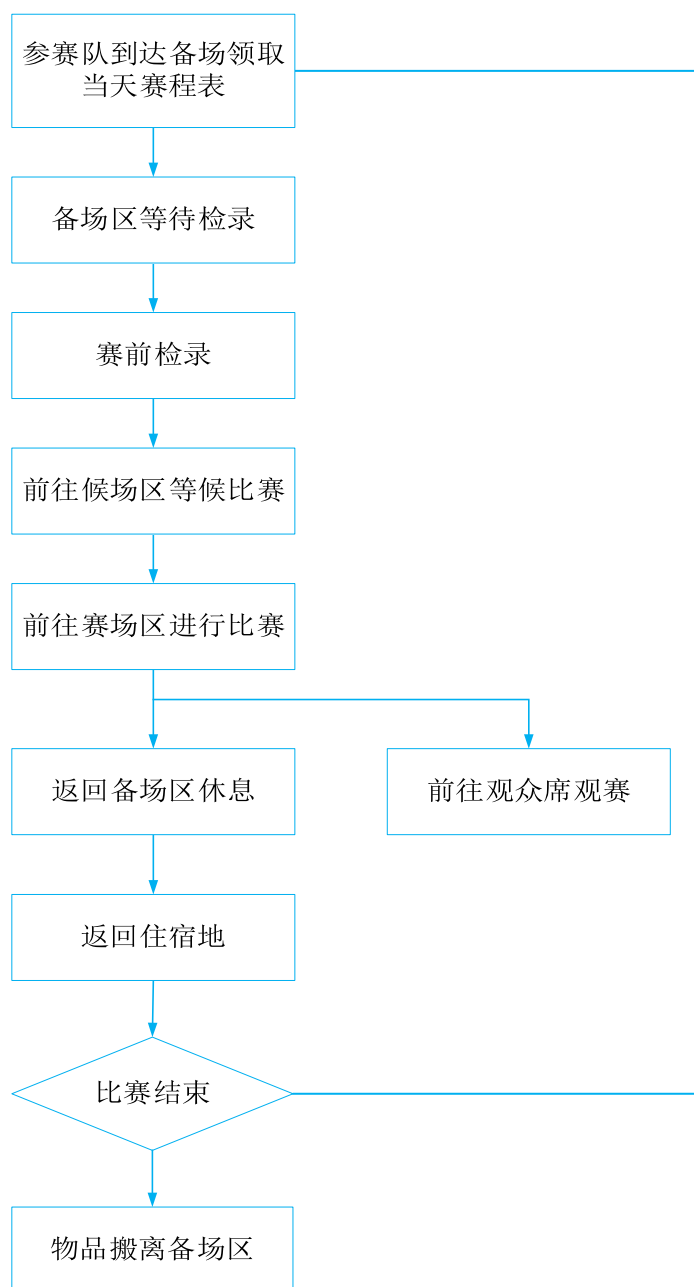 参赛队到达备场领取
当天赛程表
备场区等待检录
赛前检录
前往候场区等候比赛
前往赛场区进行比赛
返回备场区休息
前往观众席观赛
返回住宿地
比赛结束
物品搬离备场区